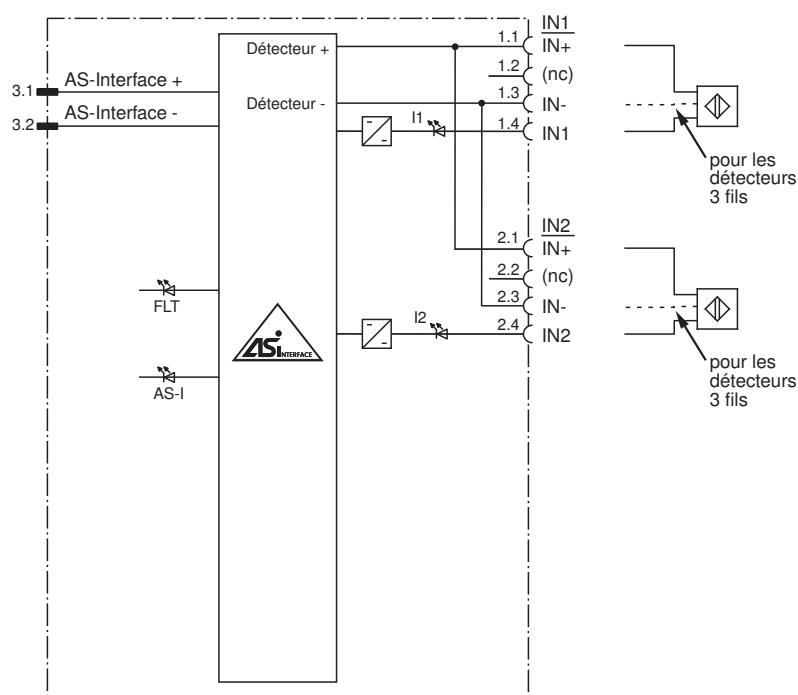 IN1
1.1 IN+
Détecteur +
1.2 (nc)
3.1 AS-Interface +
1.3 IN-
Détecteur -
3.2 AS-Interface -
I1
1.4 IN1
pour les
détecteurs
3 fils
IN2
2.1 IN+
2.2 (nc)
2.3 IN-
FLT
I2
2.4 IN2
ASi INTERFACE
pour les
détecteurs
3 fils
AS-I